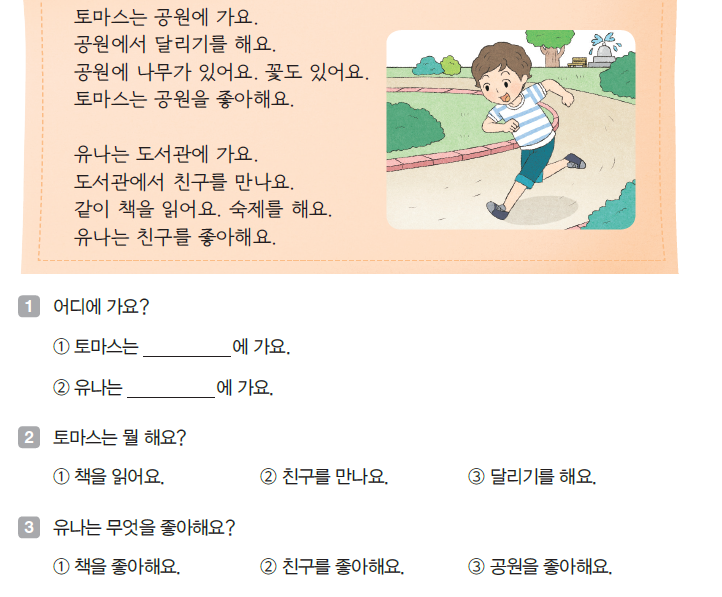 토마스는 공원에 가요.
공원에서 달리기를 해요.
공원에 나무가 있어요. 꽃도 있어요.
토마스는 공원을 좋아해요.
유나는 도서관에 가요.
도서관에서 친구를 만나요.
같이 책을 읽어요. 숙제를 해요.
유나는 친구를 좋아해요.
1 어디에 가요?
① 토마스는 __________에 가요.
② 유나는 __________에 가요.
2 토마스는 뭘 해요?
① 책을 읽어요. ② 친구를 만나요. ③ 달리기를 해요.
3 유나는 무엇을 좋아해요?
① 책을 좋아해요. ② 친구를 좋아해요. ③ 공원을 좋아해요.